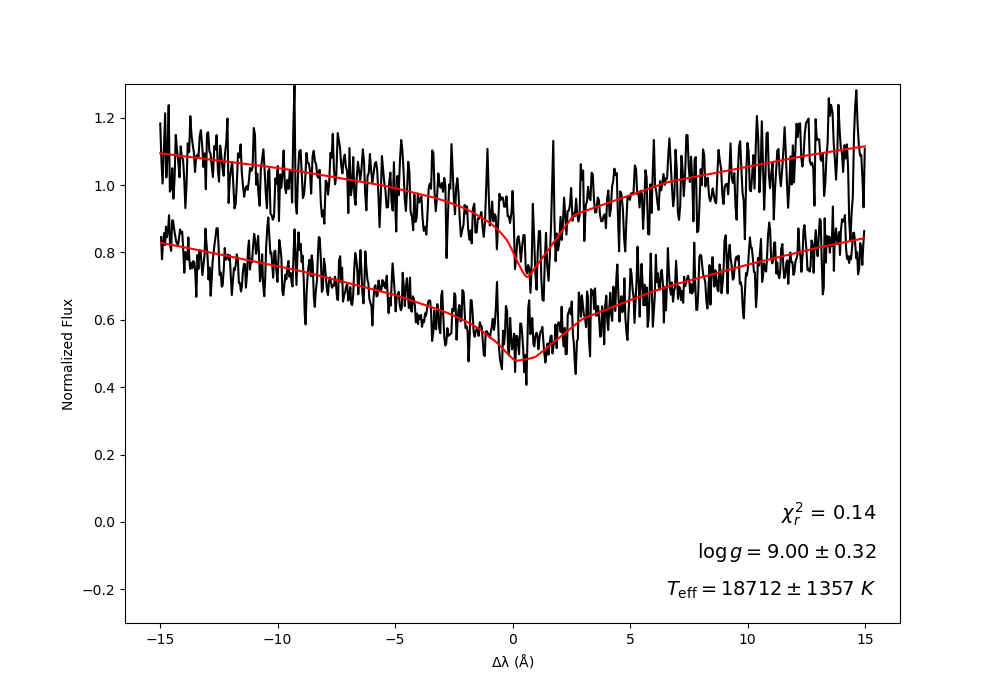 1.2
1.0
0.8
0.6
0.4
0.2
0.0
−0.2
Normalized Flux
χ²ᵣ = 0.14
log g = 9.00 ± 0.32
T_eff = 18712 ± 1357 K
−15 −10 −5 0 5 10 15
Δλ (Å)